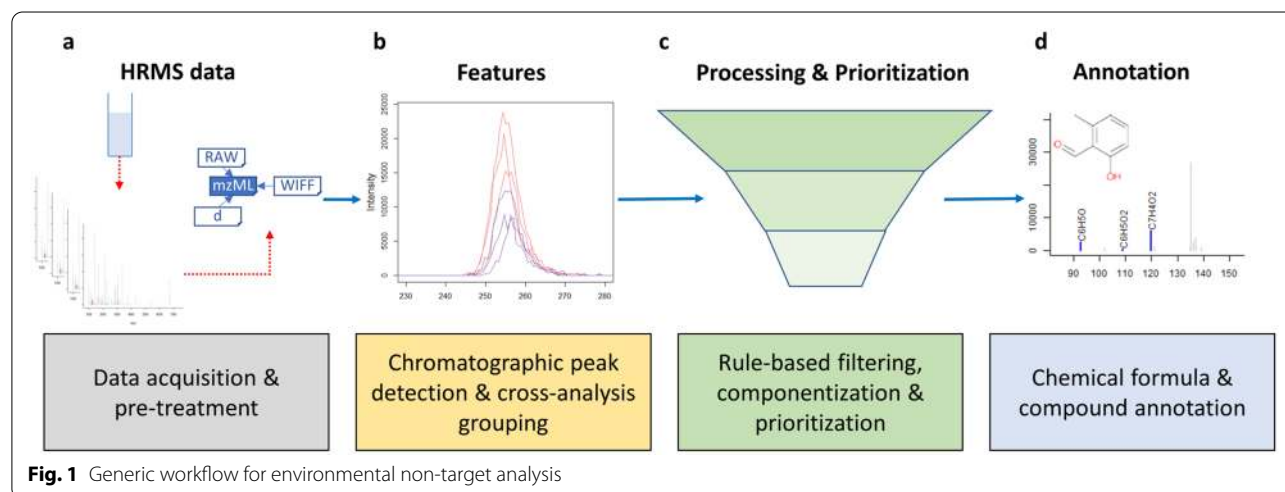 a
HRMS data
RAW
mzML
WIFF
d
b
Features
Intensity
0
5000
10000
15000
20000
25000
230
240
250
260
270
280
c
Processing & Prioritization
d
Annotation
0
10000
30000
O
OH
C6H5O
C6H5O2
C7H4O2
90
100
110
120
130
140
150
Data acquisition &
pre-treatment
Chromatographic peak
detection & cross-analysis
grouping
Rule-based filtering,
componentization &
prioritization
Chemical formula &
compound annotation
Fig. 1 Generic workflow for environmental non-target analysis